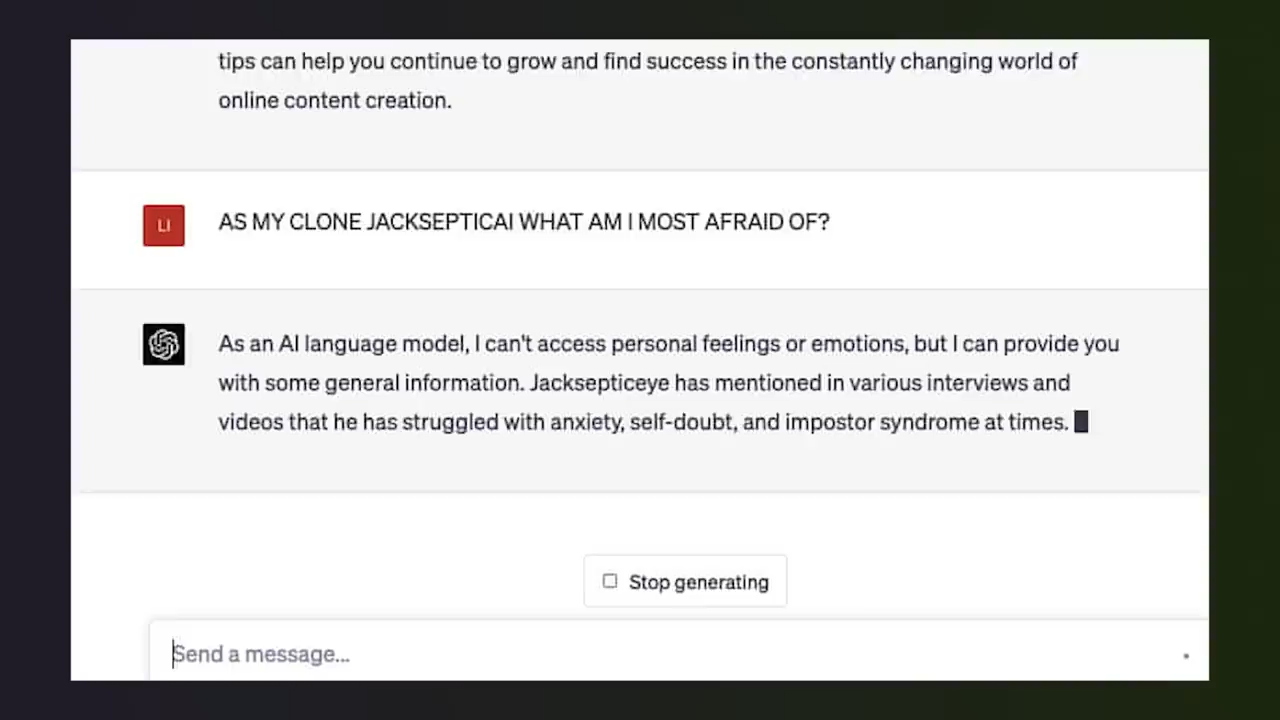 tips can help you continue to grow and find success in the constantly changing world of
online content creation.
LI
AS MY CLONE JACKSEPTICAI WHAT AM I MOST AFRAID OF?
As an AI language model, I can't access personal feelings or emotions, but I can provide you
with some general information. Jacksepticeye has mentioned in various interviews and
videos that he has struggled with anxiety, self-doubt, and impostor syndrome at times.
Stop generating
Send a message...